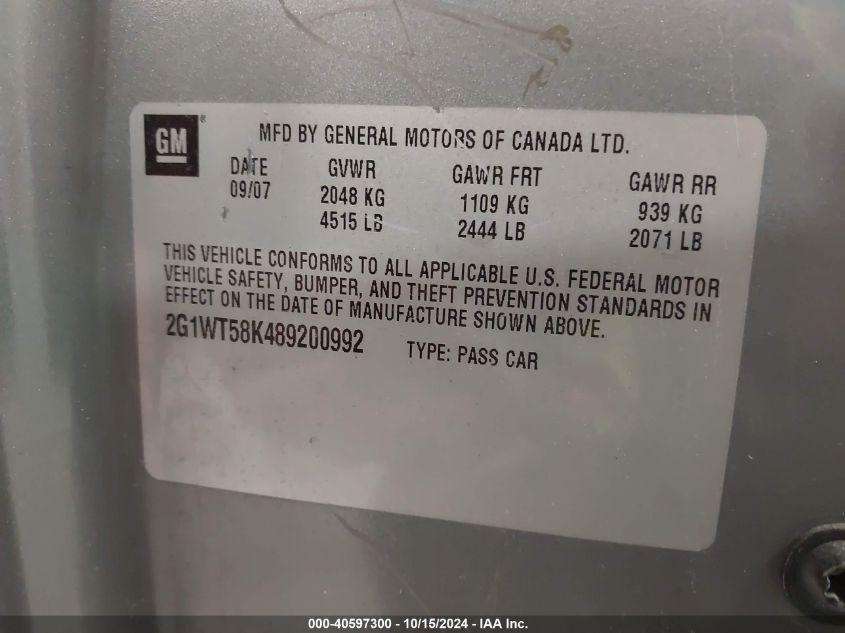 GM®
MFD BY GENERAL MOTORS OF CANADA LTD.
DATE GVWR GAWR FRT GAWR RR
09/07 2048 KG 1109 KG 939 KG
4515 LB 2444 LB 2071 LB
THIS VEHICLE CONFORMS TO ALL APPLICABLE U.S. FEDERAL MOTOR
VEHICLE SAFETY, BUMPER, AND THEFT PREVENTION STANDARDS IN
EFFECT ON THE DATE OF MANUFACTURE SHOWN ABOVE.
2G1WT58K489200992 TYPE: PASS CAR
000-40597300 - 10/15/2024 - IAA Inc.